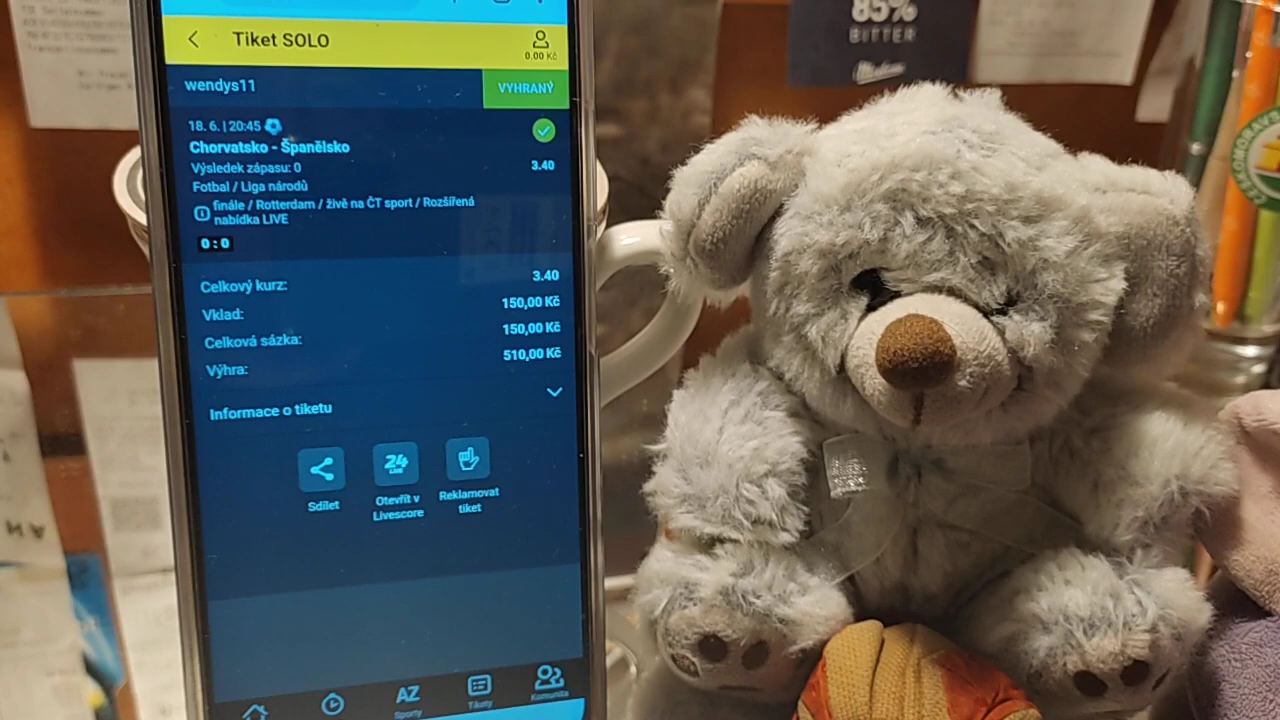 85%
BITTER
Tiket SOLO
0.00 Kč
wendys11
VYHRANÝ
18. 6. | 20:45
Chorvatsko - Španělsko
Výsledek zápasu: 0
3.40
Fotbal / Liga národů
finále / Rotterdam / živě na ČT sport / Rozšířená
nabídka LIVE
0:0
Celkový kurz:
3.40
Vklad:
150,00 Kč
Celková sázka:
150,00 Kč
Výhra:
510,00 Kč
Informace o tiketu
24
LIVE
Sdílet
Otevřít v
Livescore
Reklamovat
tiket
AZ
Sporty
Tikety
Komunita